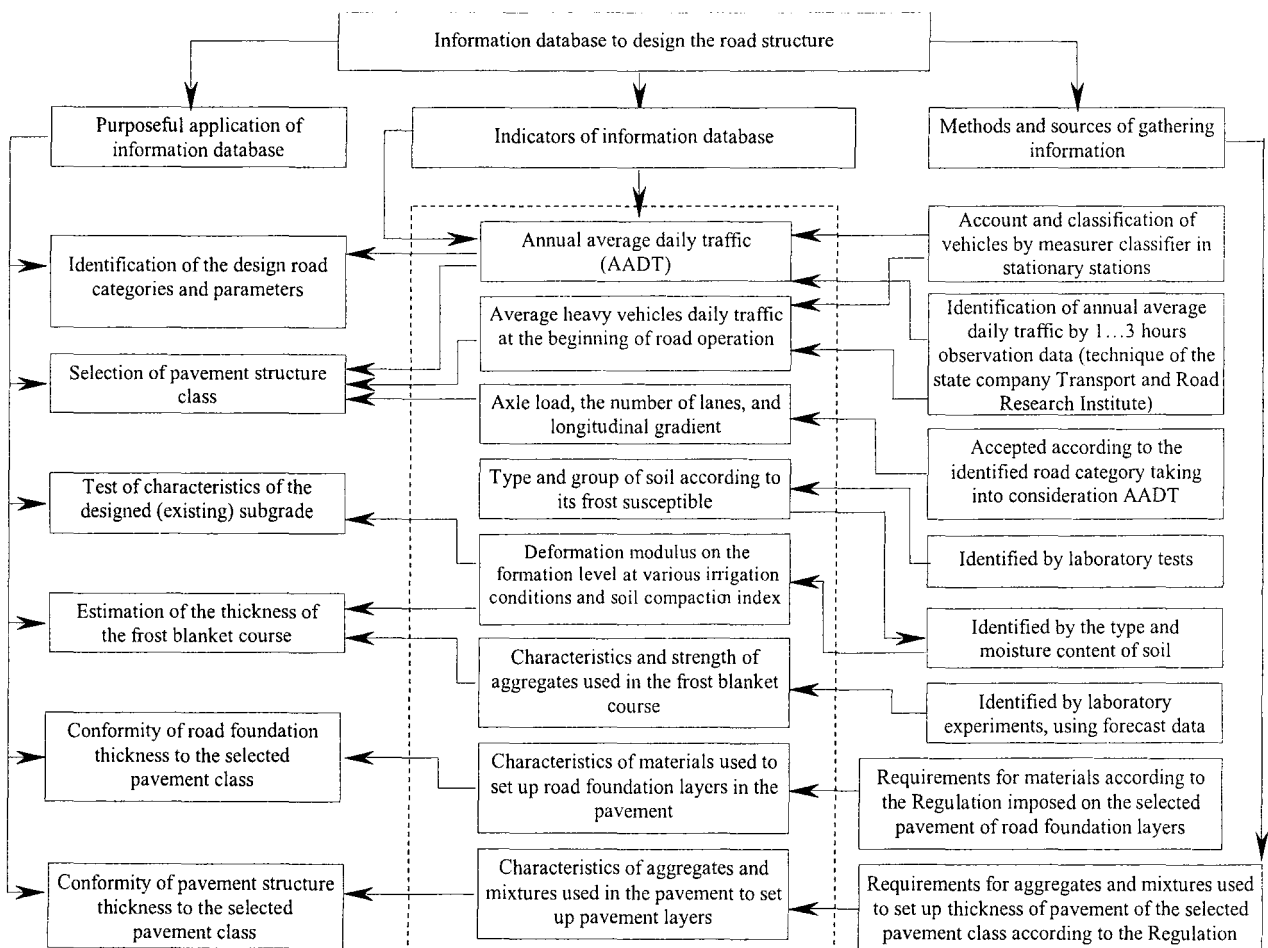 Information database to design the road structure
Purposeful application of
information database
Indicators of information database
Methods and sources of gathering
information
Identification of the design road
categories and parameters
Selection of pavement structure
class
Test of characteristics of the
designed (existing) subgrade
Estimation of the thickness of
the frost blanket course
Conformity of road foundation
thickness to the selected
pavement class
Conformity of pavement structure
thickness to the selected
pavement class
Annual average daily traffic
(AADT)
Average heavy vehicles daily traffic
at the beginning of road operation
Axle load, the number of lanes, and
longitudinal gradient
Type and group of soil according to
its frost susceptible
Deformation modulus on the
formation level at various irrigation
conditions and soil compaction index
Characteristics and strength of
aggregates used in the frost blanket
course
Characteristics of materials used to
set up road foundation layers in the
pavement
Characteristics of aggregates and
mixtures used in the pavement to set
up pavement layers
Account and classification of
vehicles by measurer classifier in
stationary stations
Identification of annual average
daily traffic by 1...3 hours
observation data (technique of the
state company Transport and Road
Research Institute)
Accepted according to the
identified road category taking
into consideration AADT
Identified by laboratory tests
Identified by the type and
moisture content of soil
Identified by laboratory
experiments, using forecast data
Requirements for materials according to
the Regulation imposed on the selected
pavement of road foundation layers
Requirements for aggregates and mixtures used
to set up thickness of pavement of the selected
pavement class according to the Regulation